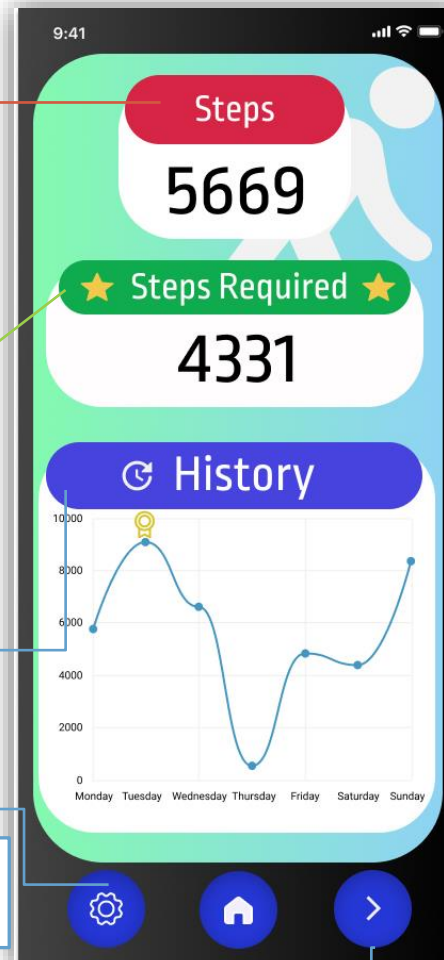 9:41
Steps
5669
Steps Required
4331
History
10000
8000
6000
4000
2000
0
Monday Tuesday Wednesday Thursday Friday Saturday Sunday